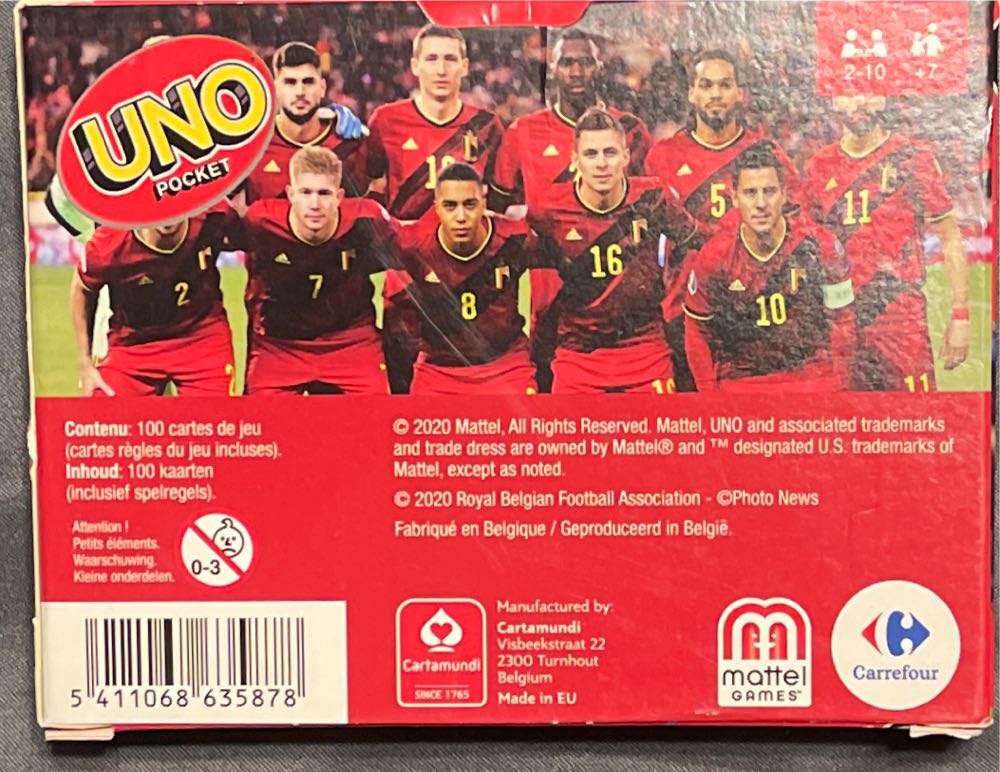 UNO
POCKET
2-10 +7
18
5
11
2
7
8
16
10
10
11
Contenu: 100 cartes de jeu
(cartes règles du jeu incluses).
Inhoud: 100 kaarten
(inclusief spelregels).
Attention !
Petits éléments.
Waarschuwing.
Kleine onderdelen.
0-3
© 2020 Mattel, All Rights Reserved. Mattel, UNO and associated trademarks
and trade dress are owned by Mattel® and ™ designated U.S. trademarks of
Mattel, except as noted.
© 2020 Royal Belgian Football Association - ©Photo News
Fabriqué en Belgique / Geproduceerd in België.
5 411068 635878
Cartamundi
SINCE 1765
Manufactured by:
Cartamundi
Visbeekstraat 22
2300 Turnhout
Belgium
Made in EU
mattel
GAMES™
Carrefour